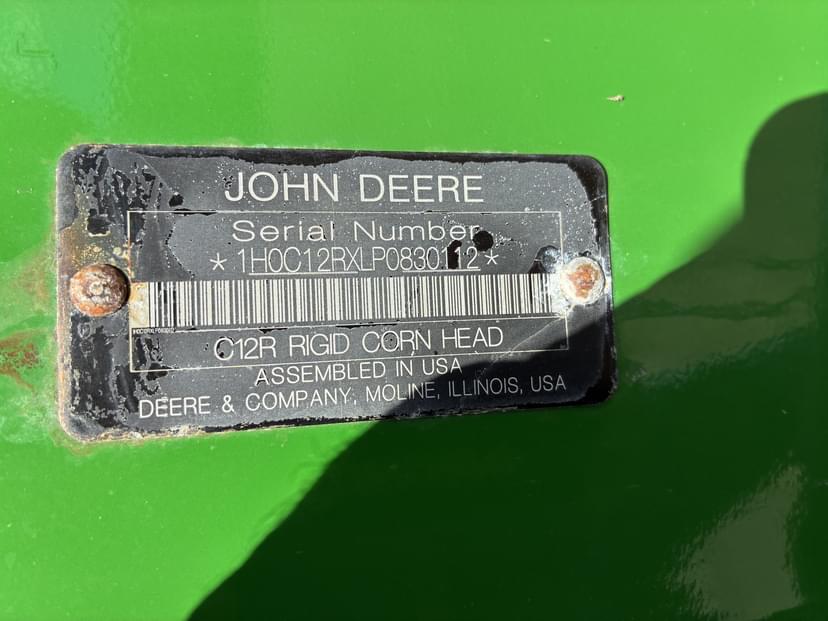 JOHN DEERE
Serial Number
*1H0C12RXLP0830112*
C12R RIGID CORN HEAD
ASSEMBLED IN USA
DEERE & COMPANY, MOLINE, ILLINOIS, USA